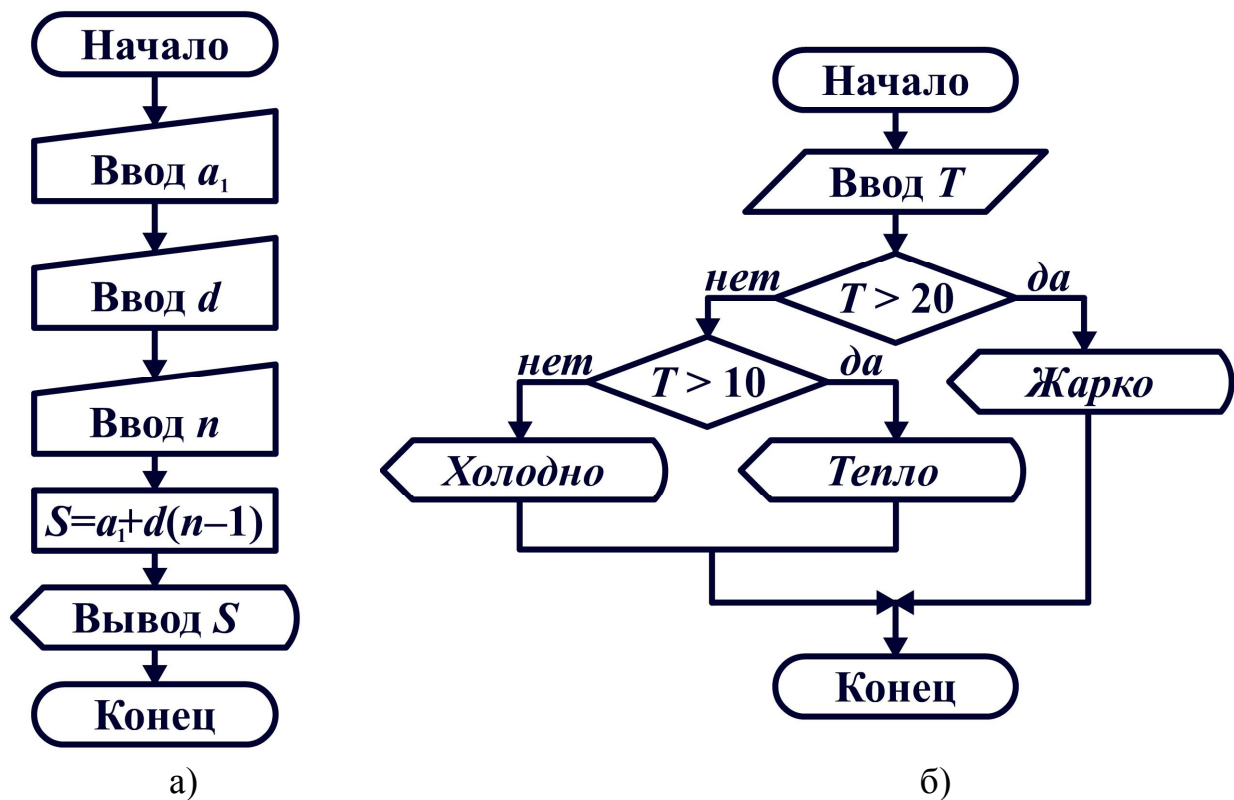 Начало
Ввод a₁
Ввод d
Ввод n
S=a₁+d(n–1)
Вывод S
Конец
а)
Начало
Ввод T
нет
T > 20
да
нет
T > 10
да
Жарко
Холодно
Тепло
Конец
б)